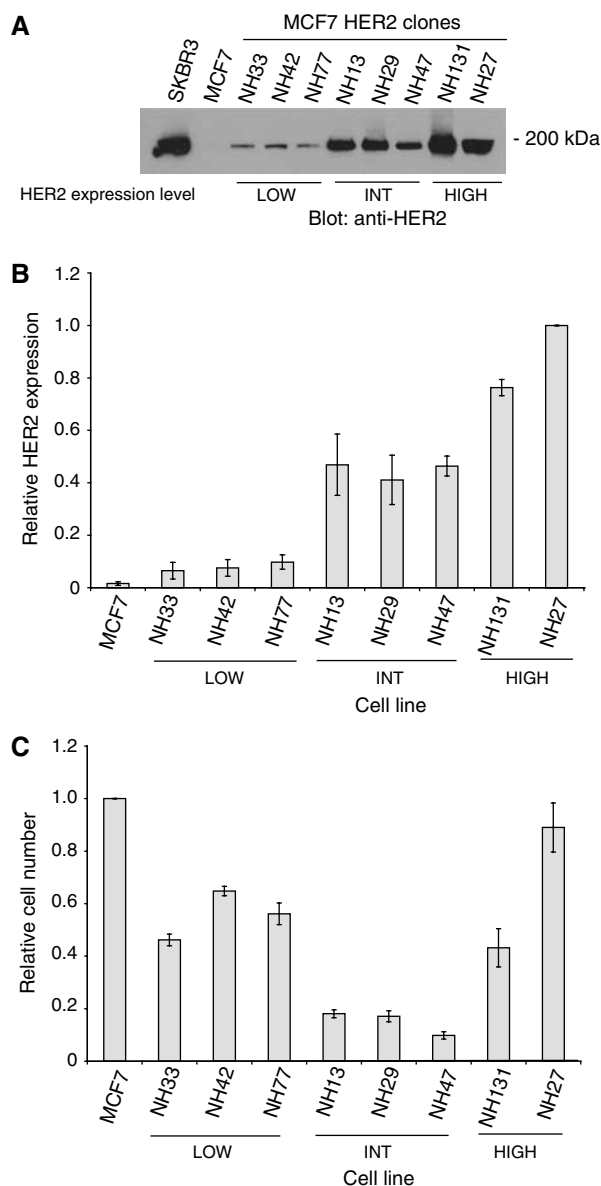 A
MCF7 HER2 clones
SKBR3 MCF7 NH33 NH42 NH77 NH13 NH29 NH47 NH131 NH27
- 200 kDa
HER2 expression level LOW INT HIGH
Blot: anti-HER2
B
Relative HER2 expression
1.2
1.0
0.8
0.6
0.4
0.2
0
MCF7 NH33 NH42 NH77 NH13 NH29 NH47 NH131 NH27
LOW INT HIGH
Cell line
C
Relative cell number
1.2
1.0
0.8
0.6
0.4
0.2
0
MCF7 NH33 NH42 NH77 NH13 NH29 NH47 NH131 NH27
LOW INT HIGH
Cell line